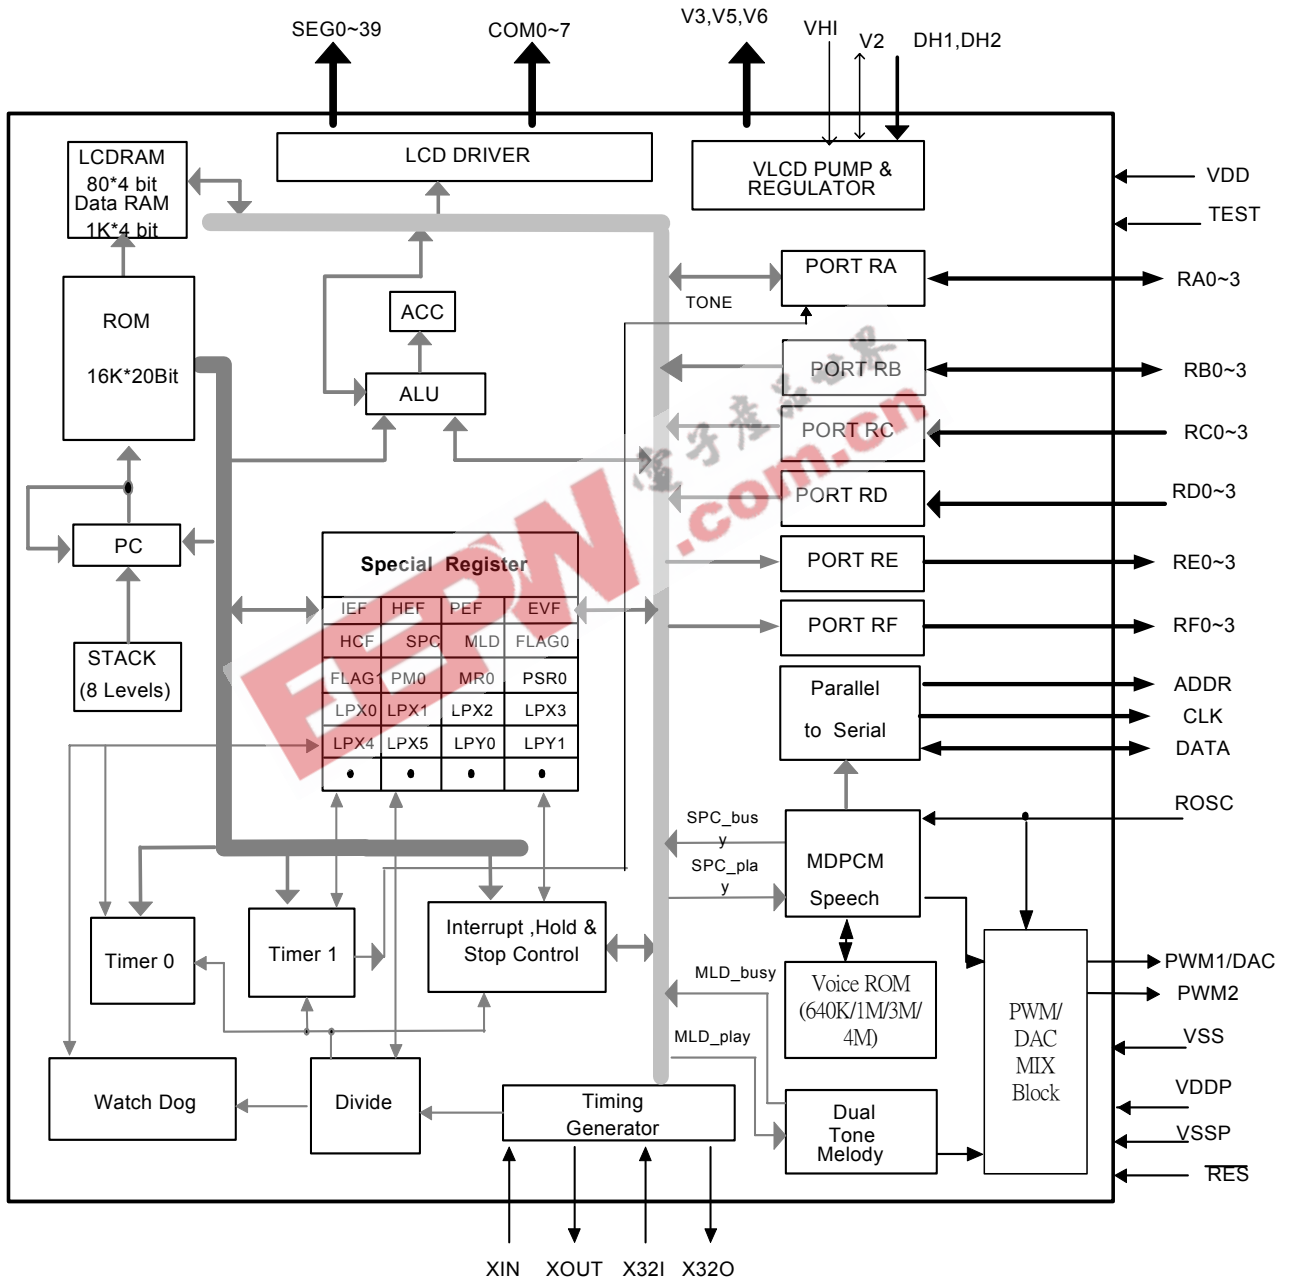 SEG0~39
COM0~7
V3,V5,V6
VHI
V2
DH1,DH2
LCDRAM
80*4 bit
Data RAM
1K*4 bit
LCD DRIVER
VLCD PUMP &
REGULATOR
VDD
TEST
ROM
16K*20Bit
ACC
ALU
TONE
PORT RA
RA0~3
PORT RB
RB0~3
PORT RC
RC0~3
PORT RD
RD0~3
PORT RE
RE0~3
PORT RF
RF0~3
PC
STACK
(8 Levels)
Special Register
IEF HEF PEF EVF
HCF SPC MLD FLAG0
FLAG1 PM0 MR0 PSR0
LPX0 LPX1 LPX2 LPX3
LPX4 LPX5 LPY0 LPY1
Parallel
to Serial
ADDR
CLK
DATA
ROSC
SPC_bus
y
SPC_pla
y
MDPCM
Speech
Timer 0
Timer 1
Interrupt ,Hold &
Stop Control
MLD_busy
MLD_play
Voice ROM
(640K/1M/3M/
4M)
PWM/
DAC
MIX
Block
PWM1/DAC
PWM2
VSS
VDDP
VSSP
RES
Watch Dog
Divide
Timing
Generator
Dual
Tone
Melody
XIN
XOUT
X32I
X32O
EEPW
.com.cn
電子產品世界